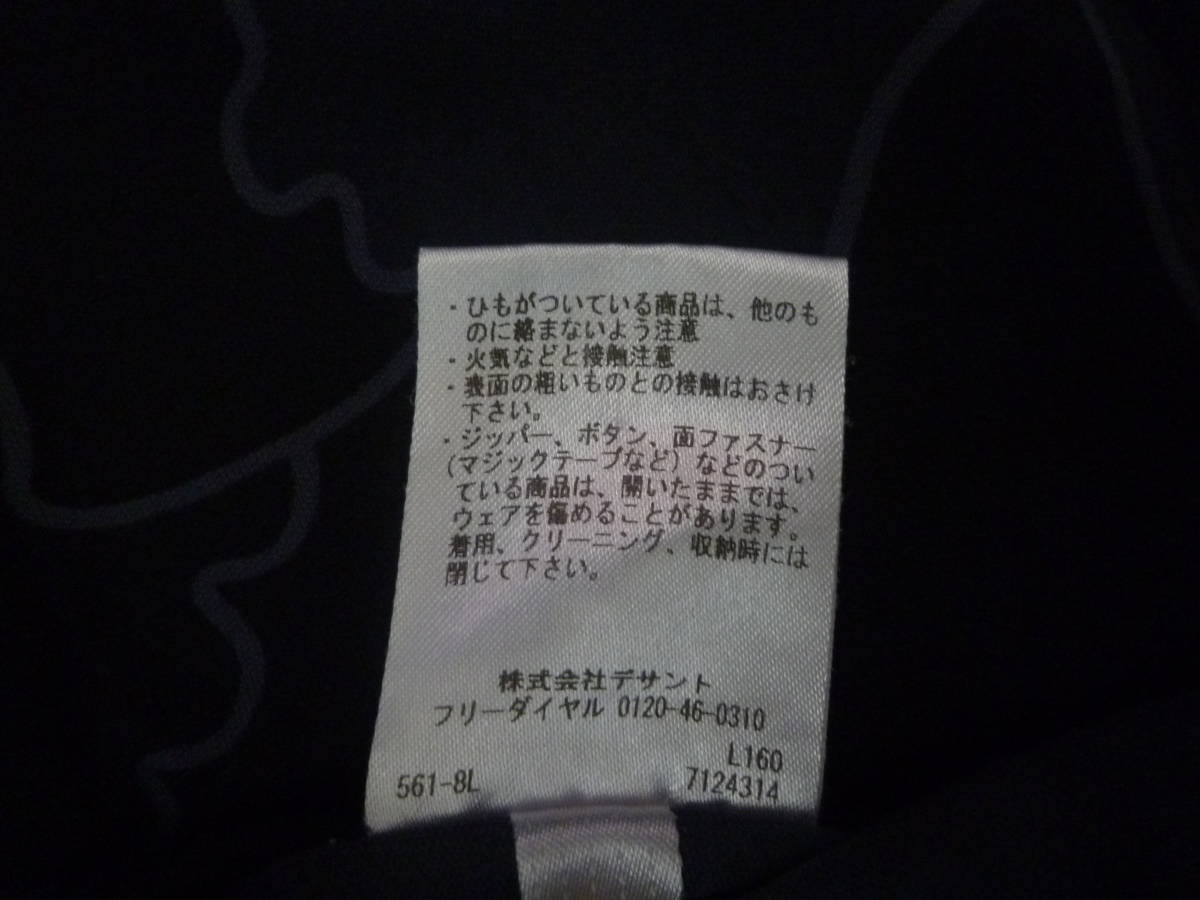 ・ひもがついている商品は、他のも
のに絡まないよう注意
・火気などと接触注意
・表面の粗いものとの接触はおさけ
下さい。
・ジッパー、ボタン、面ファスナー
(マジックテープなど)などのつい
ている商品は、開いたままでは、
ウェアを傷めることがあります。
着用、クリーニング、収納時には
閉じて下さい。
株式会社デサント
フリーダイヤル 0120-46-0310
L160
561-8L 7124314